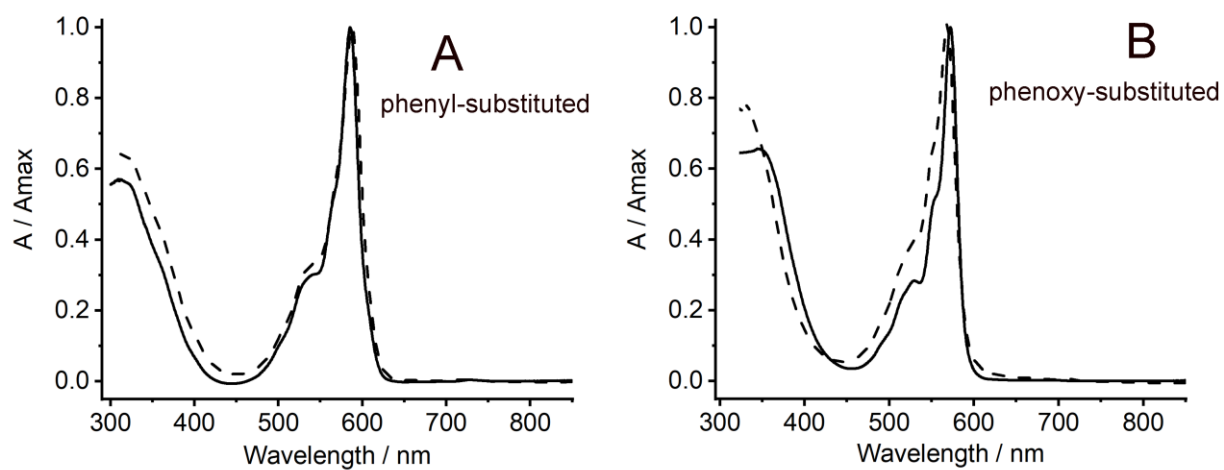 A
phenyl-substituted
A / Amax
1.0
0.8
0.6
0.4
0.2
0.0
300 400 500 600 700 800
Wavelength / nm
B
phenoxy-substituted
A / Amax
1.0
0.8
0.6
0.4
0.2
0.0
300 400 500 600 700 800
Wavelength / nm